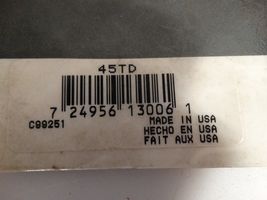 45TD
7 24956 13006 1
C99251
MADE IN USA
HECHO EN USA
FAIT AUX USA